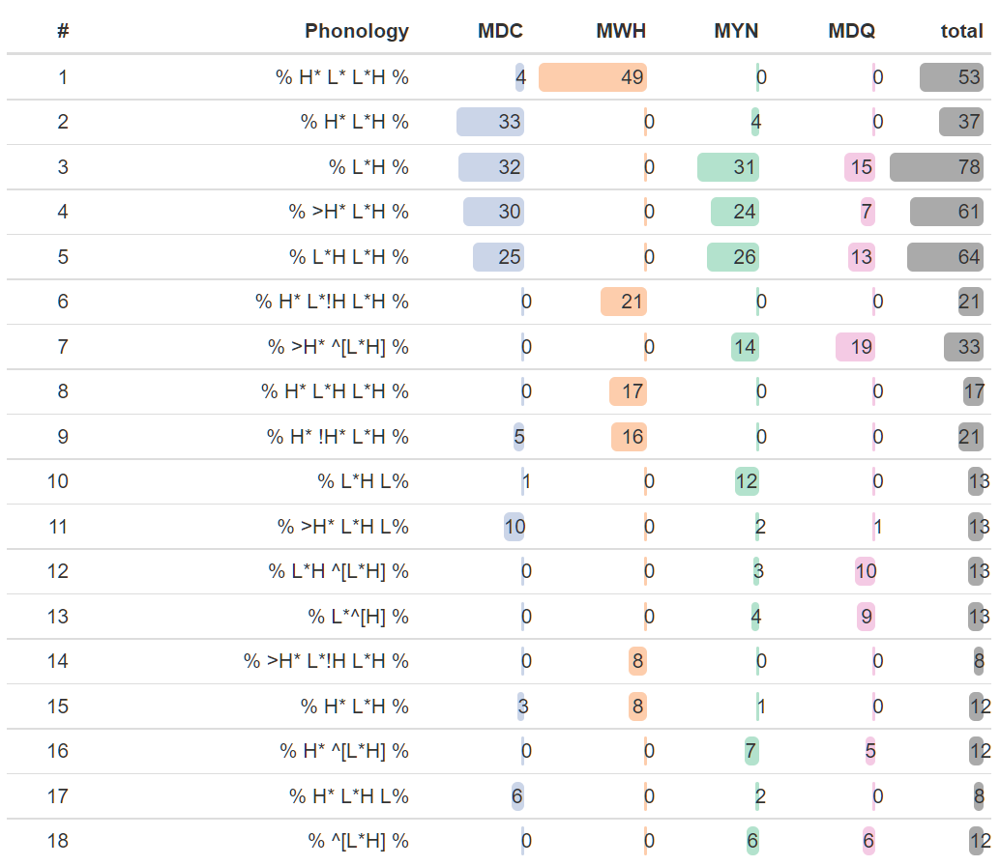 # Phonology MDC MWH MYN MDQ total
1 % H* L* L*H % 4 49 0 0 53
2 % H* L*H % 33 0 4 0 37
3 % L*H % 32 0 31 15 78
4 % >H* L*H % 30 0 24 7 61
5 % L*H L*H % 25 0 26 13 64
6 % H* L*!H L*H % 0 21 0 0 21
7 % >H* ^[L*H] % 0 0 14 19 33
8 % H* L*H L*H % 0 17 0 0 17
9 % H* !H* L*H % 5 16 0 0 21
10 % L*H L% 1 0 12 0 13
11 % >H* L*H L% 10 0 2 1 13
12 % L*H ^[L*H] % 0 0 3 10 13
13 % L*^[H] % 0 0 4 9 13
14 % >H* L*!H L*H % 0 8 0 0 8
15 % H* L*H % 3 8 1 0 12
16 % H* ^[L*H] % 0 0 7 5 12
17 % H* L*H L% 6 0 2 0 8
18 % ^[L*H] % 0 0 6 6 12